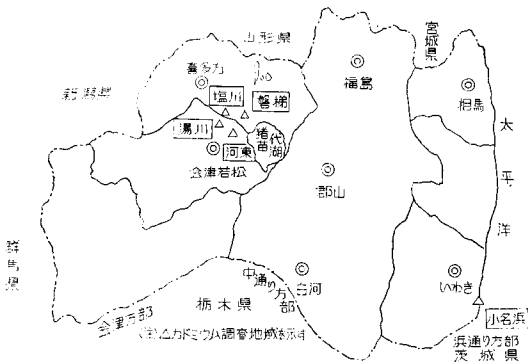 山形県
宮城県
新潟県
喜多方
福島
相馬
塩川
磐梯
湯川
猪苗代湖
河東
会津若松
郡山
太平洋
群馬県
中通り方部
白河
いわき
会津方部
栃木県
小名浜
(注)△カドミウム調査地域を示す
浜通り方部
茨城県